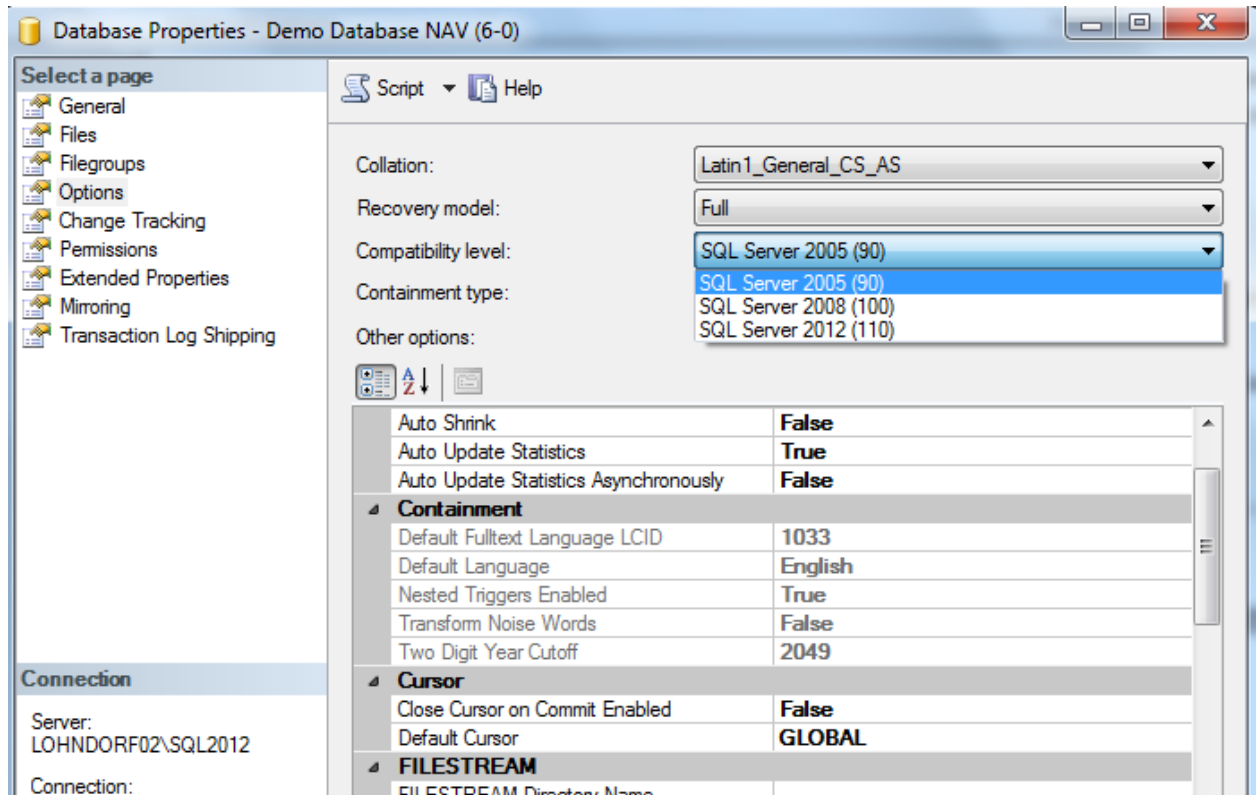 Database Properties - Demo Database NAV (6-0)
Select a page
General
Files
Filegroups
Options
Change Tracking
Permissions
Extended Properties
Mirroring
Transaction Log Shipping
Script
Help
Collation:
Latin1_General_CS_AS
Recovery model:
Full
Compatibility level:
SQL Server 2005 (90)
SQL Server 2005 (90)
SQL Server 2008 (100)
SQL Server 2012 (110)
Containment type:
Other options:
Auto Shrink False
Auto Update Statistics True
Auto Update Statistics Asynchronously False
Containment
Default Fulltext Language LCID 1033
Default Language English
Nested Triggers Enabled True
Transform Noise Words False
Two Digit Year Cutoff 2049
Cursor
Close Cursor on Commit Enabled False
Default Cursor GLOBAL
FILESTREAM
FILESTREAM Directory Name
Connection
Server:
LOHNDORF02\SQL2012
Connection: